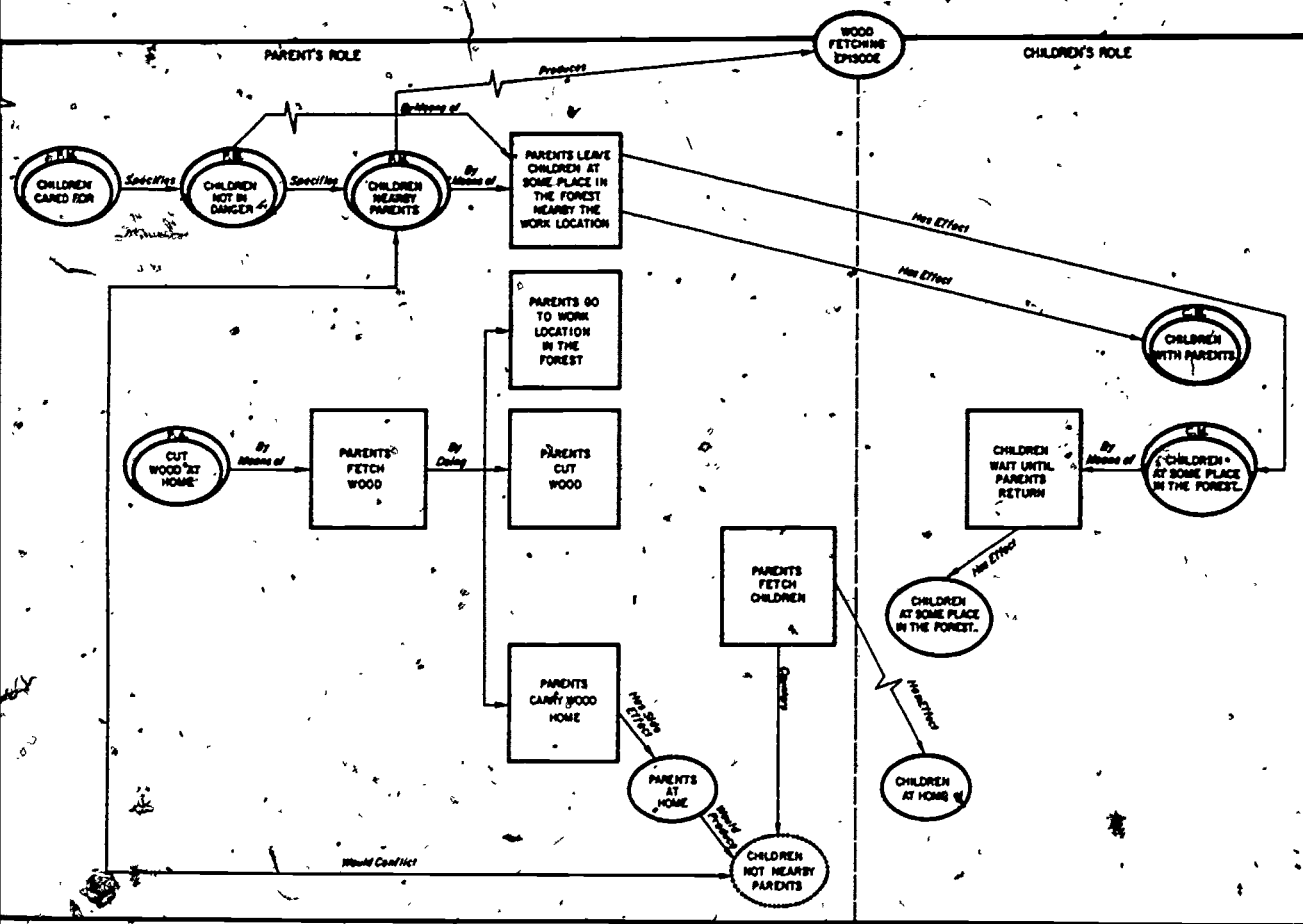 PARENT'S ROLE
WOOD
FETCHING
EPISODE
CHILDREN'S ROLE
Produces
By Means of
P.M.
CHILDREN
CARED FOR
Specifies
P.M.
CHILDREN
NOT IN
DANGER
Specifies
P.M.
CHILDREN
NEARBY
PARENTS
By
Means of
PARENTS LEAVE
CHILDREN AT
SOME PLACE IN
THE FOREST
NEARBY THE
WORK LOCATION
Has Effect
Has Effect
PARENTS GO
TO WORK
LOCATION
IN THE
FOREST
C.M.
CHILDREN
WITH PARENTS
CUT
WOOD AT
HOME
By
Means of
PARENTS
FETCH
WOOD
By
Doing
PARENTS
CUT
WOOD
CHILDREN
WAIT UNTIL
PARENTS
RETURN
By
Means of
C.M.
CHILDREN
AT SOME PLACE
IN THE FOREST
Has Effect
PARENTS
FETCH
CHILDREN
CHILDREN
AT SOME PLACE
IN THE FOREST
PARENTS
CARRY WOOD
HOME
Has Side
Effect
Counters
Has Effect
PARENTS
AT
HOME
CHILDREN
AT HOME
Would
Produce
Would Conflict
CHILDREN
NOT NEARBY
PARENTS